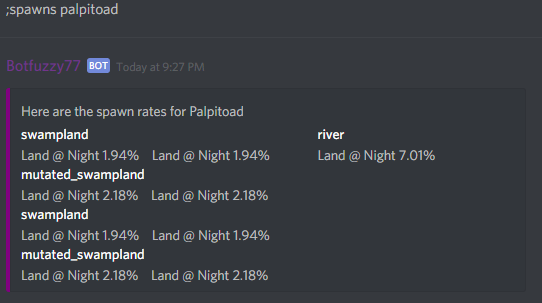 ;spawns palpitoad
Botfuzzy77 BOT Today at 9:27 PM
Here are the spawn rates for Palpitoad
swampland river
Land @ Night 1.94% Land @ Night 1.94% Land @ Night 7.01%
mutated_swampland
Land @ Night 2.18% Land @ Night 2.18%
swampland
Land @ Night 1.94% Land @ Night 1.94%
mutated_swampland
Land @ Night 2.18% Land @ Night 2.18%